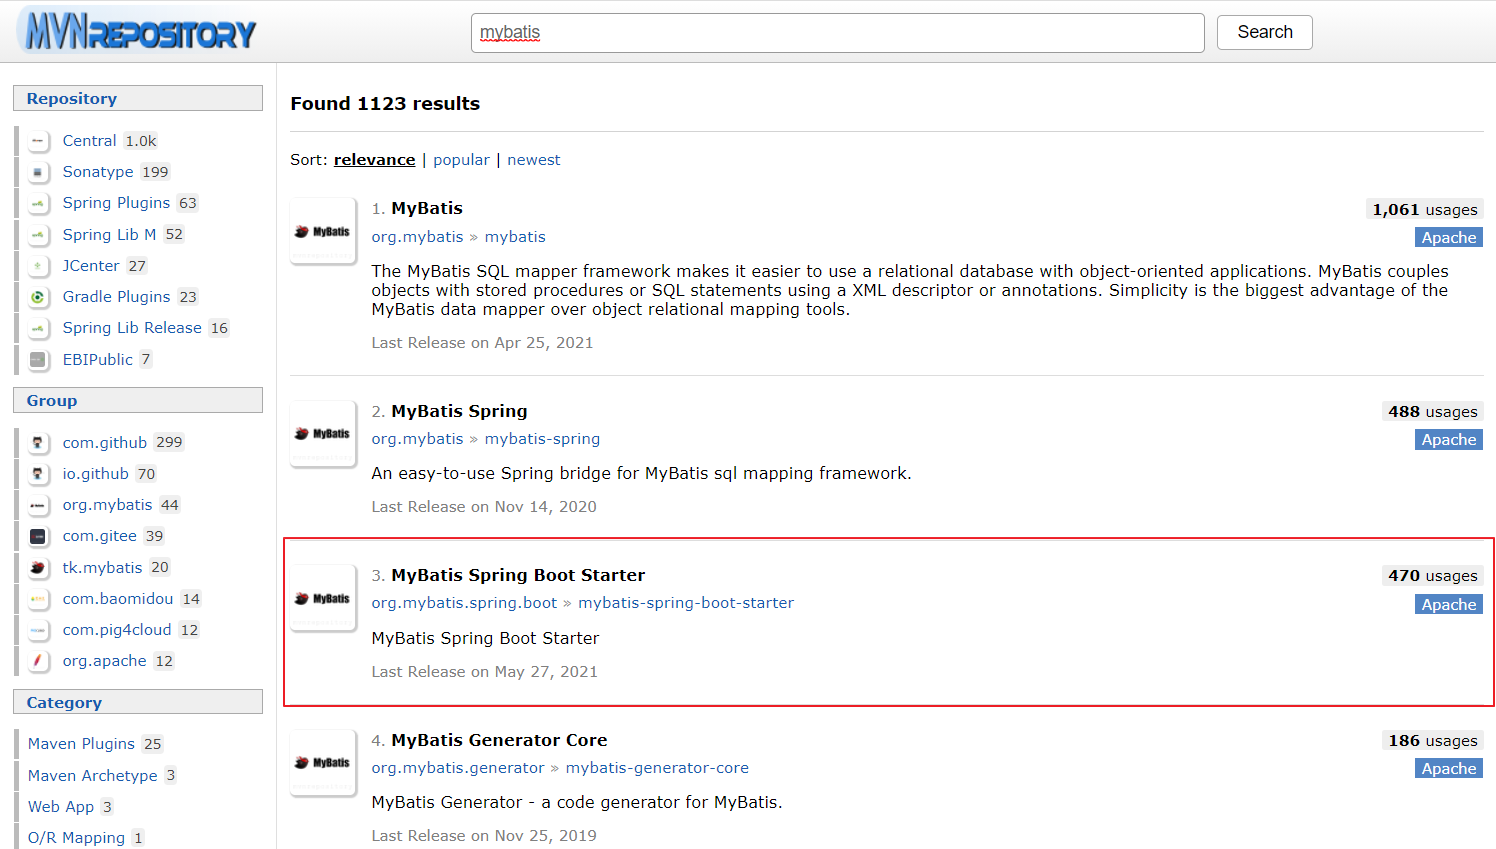 MVNREPOSITORY
mybatis
Search
Repository
Central 1.0k
Sonatype 199
Spring Plugins 63
Spring Lib M 52
JCenter 27
Gradle Plugins 23
Spring Lib Release 16
EBIPublic 7
Group
com.github 299
io.github 70
org.mybatis 44
com.gitee 39
tk.mybatis 20
com.baomidou 14
com.pig4cloud 12
org.apache 12
Category
Maven Plugins 25
Maven Archetype 3
Web App 3
O/R Mapping 1
Found 1123 results
Sort: relevance | popular | newest
MyBatis
1. MyBatis
1,061 usages
org.mybatis » mybatis
Apache
The MyBatis SQL mapper framework makes it easier to use a relational database with object-oriented applications. MyBatis couples
objects with stored procedures or SQL statements using a XML descriptor or annotations. Simplicity is the biggest advantage of the
MyBatis data mapper over object relational mapping tools.
Last Release on Apr 25, 2021
MyBatis
2. MyBatis Spring
488 usages
org.mybatis » mybatis-spring
Apache
An easy-to-use Spring bridge for MyBatis sql mapping framework.
Last Release on Nov 14, 2020
MyBatis
3. MyBatis Spring Boot Starter
470 usages
org.mybatis.spring.boot » mybatis-spring-boot-starter
Apache
MyBatis Spring Boot Starter
Last Release on May 27, 2021
MyBatis
4. MyBatis Generator Core
186 usages
org.mybatis.generator » mybatis-generator-core
Apache
MyBatis Generator - a code generator for MyBatis.
Last Release on Nov 25, 2019